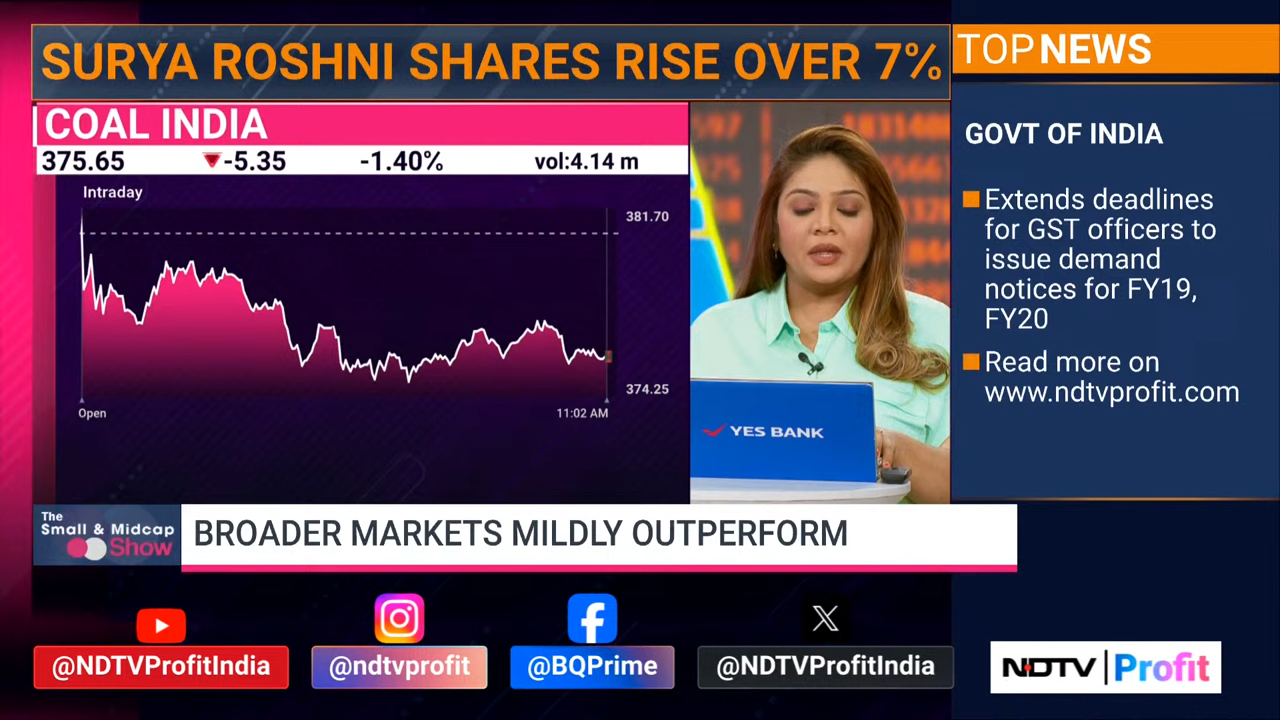 SURYA ROSHNI SHARES RISE OVER 7%
TOP NEWS
COAL INDIA
375.65 ▼-5.35 -1.40% vol:4.14 m
Intraday
381.70
374.25
Open 11:02 AM
GOVT OF INDIA
Extends deadlines
for GST officers to
issue demand
notices for FY19,
FY20
Read more on
www.ndtvprofit.com
YES BANK
The
Small & Midcap
Show
BROADER MARKETS MILDLY OUTPERFORM
@NDTVProfitIndia
@ndtvprofit
@BQPrime
@NDTVProfitIndia
NDTV Profit